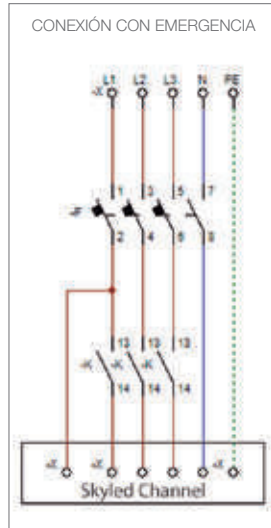 CONEXIÓN CON EMERGENCIA
-X L1 L2 L3 N PE
1 3 5 7
2 4 6 8
13 13 13
-K -K -K
14 14 14
-X -X -X
Skyled Channel